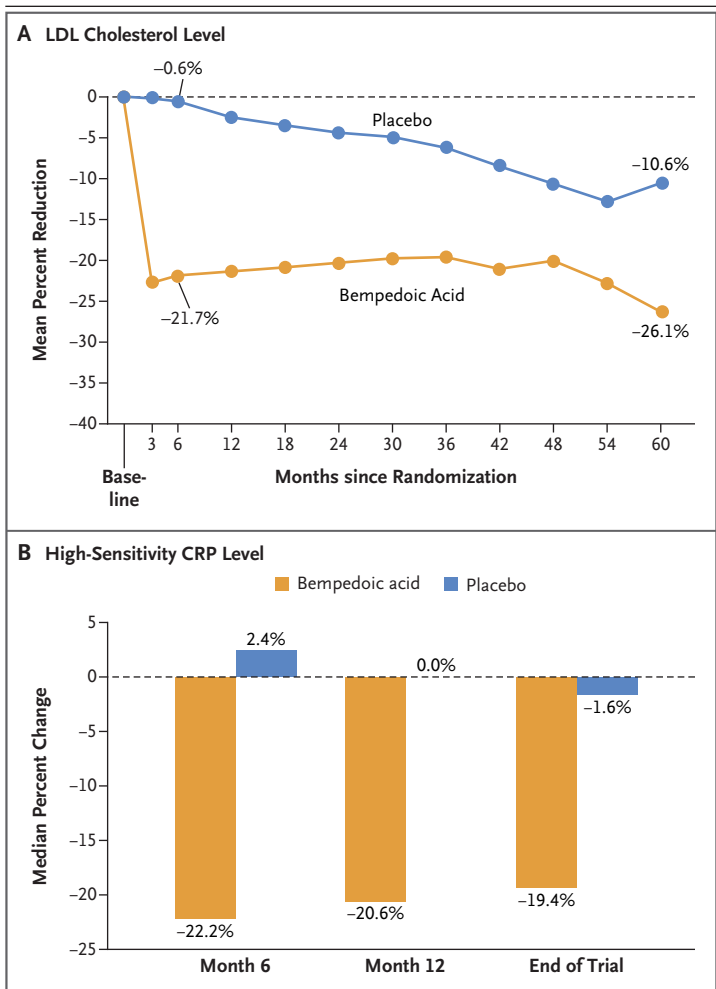 A LDL Cholesterol Level
–0.6%
0
Placebo
–5
–10.6%
–10
–15
–20
Bempedoic Acid
–25
–21.7%
–26.1%
–30
–35
–40
Mean Percent Reduction
3 6 12 18 24 30 36 42 48 54 60
Base-
line
Months since Randomization
B High-Sensitivity CRP Level
Bempedoic acid Placebo
5
2.4%
0.0%
0
–1.6%
–5
–10
–15
–20
–19.4%
–20.6%
–22.2%
–25
Median Percent Change
Month 6 Month 12 End of Trial